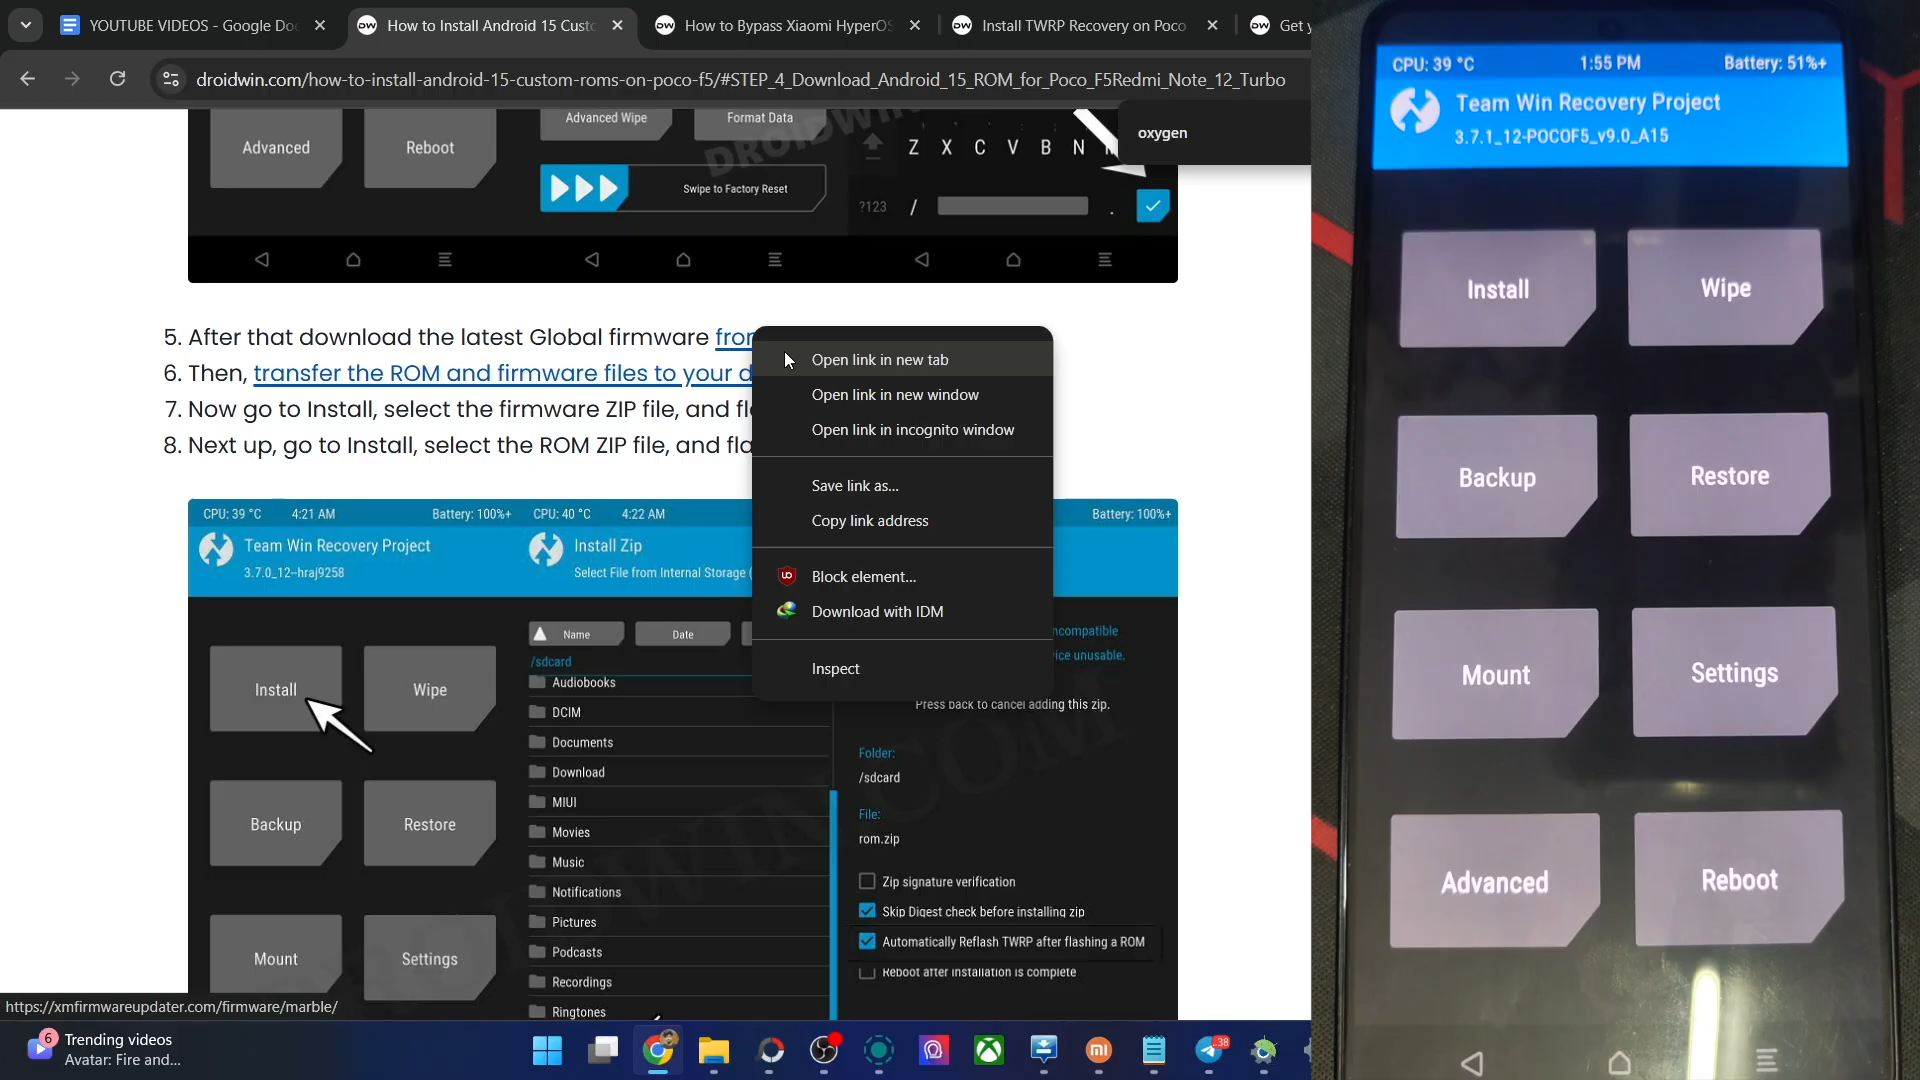 YOUTUBE VIDEOS - Google Do
How to Install Android 15 Custo
How to Bypass Xiaomi HyperOS
Install TWRP Recovery on Poco
Get y
droidwin.com/how-to-install-android-15-custom-roms-on-poco-f5/#STEP_4_Download_Android_15_ROM_for_Poco_F5Redmi_Note_12_Turbo
oxygen
Advanced
Reboot
Advanced Wipe
Format Data
Swipe to Factory Reset
Z X C V B N
?123 / .
5. After that download the latest Global firmware from
6. Then, transfer the ROM and firmware files to your d
7. Now go to Install, select the firmware ZIP file, and fla
8. Next up, go to Install, select the ROM ZIP file, and fla
Open link in new tab
Open link in new window
Open link in incognito window
Save link as...
Copy link address
Block element...
Download with IDM
Inspect
CPU: 39 °C 4:21 AM Battery: 100%+
Team Win Recovery Project
3.7.0_12--hraj9258
Install
Wipe
Backup
Restore
Mount
Settings
CPU: 40 °C 4:22 AM
Install Zip
Select File from Internal Storage (
Name
Date
/sdcard
Audiobooks
DCIM
Documents
Download
MIUI
Movies
Music
Notifications
Pictures
Podcasts
Recordings
Ringtones
Battery: 100%+
ncompatible
ice unusable.
Press back to cancel adding this zip.
Folder:
/sdcard
File:
rom.zip
Zip signature verification
Skip Digest check before installing zip
Automatically Reflash TWRP after flashing a ROM
Reboot after installation is complete
https://xmfirmwareupdater.com/firmware/marble/
6
Trending videos
Avatar: Fire and...
38
CPU: 39 °C 1:55 PM Battery: 51%+
Team Win Recovery Project
3.7.1_12-POCOF5_v9.0_A15
Install
Wipe
Backup
Restore
Mount
Settings
Advanced
Reboot